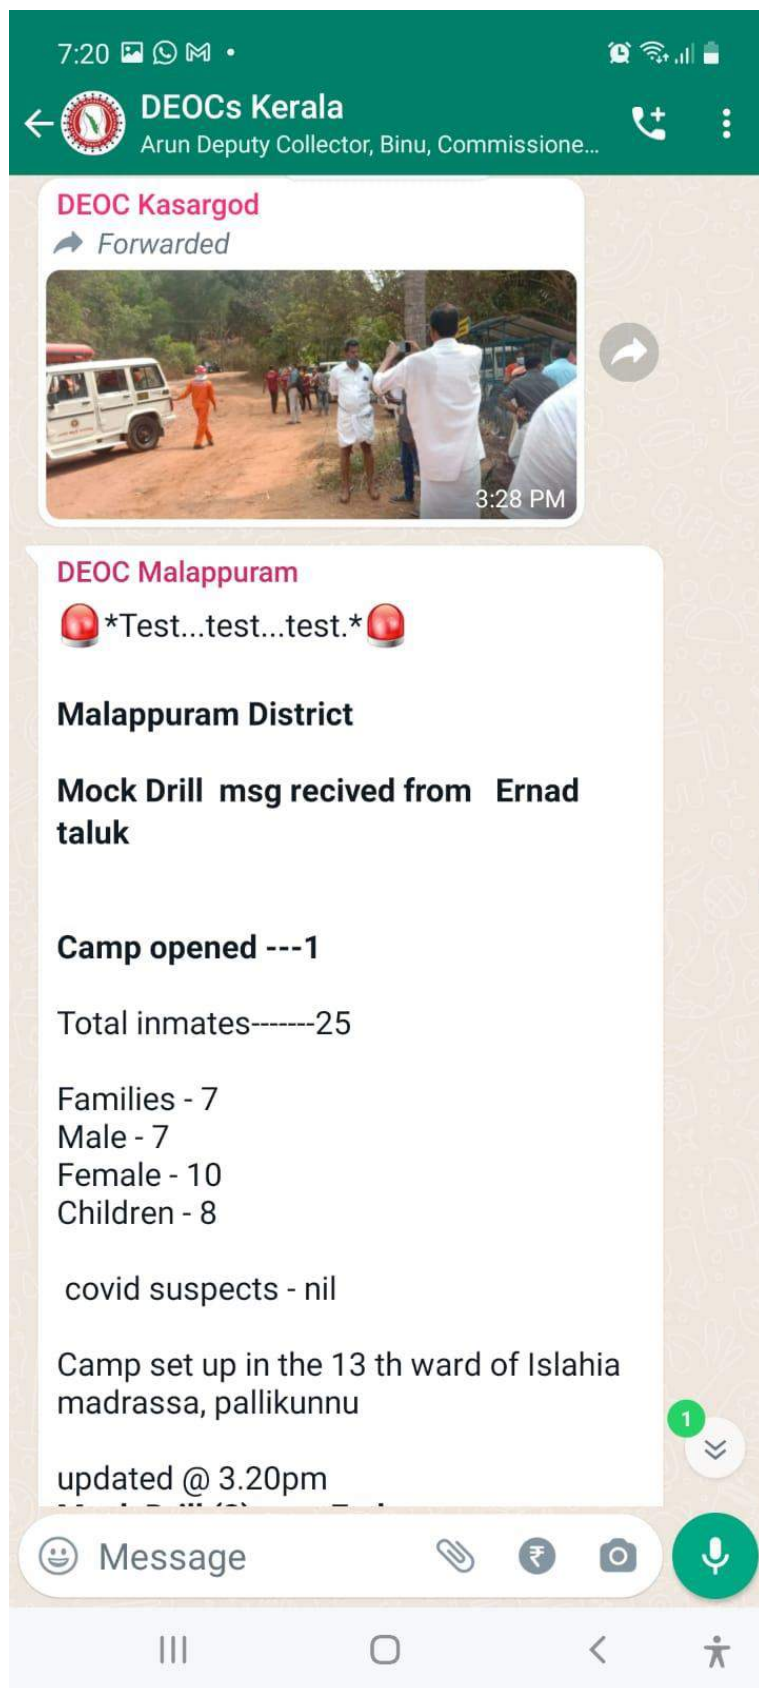 7:20
DEOCs Kerala
Arun Deputy Collector, Binu, Commissione...
DEOC Kasargod
Forwarded
3:28 PM
DEOC Malappuram
🚨*Test...test...test.*🚨
Malappuram District
Mock Drill  msg recived from   Ernad
taluk
Camp opened ---1
Total inmates-------25
Families - 7
Male - 7
Female - 10
Children - 8
covid suspects - nil
Camp set up in the 13 th ward of Islahia
madrassa, pallikunnu
1
updated @ 3.20pm
Message